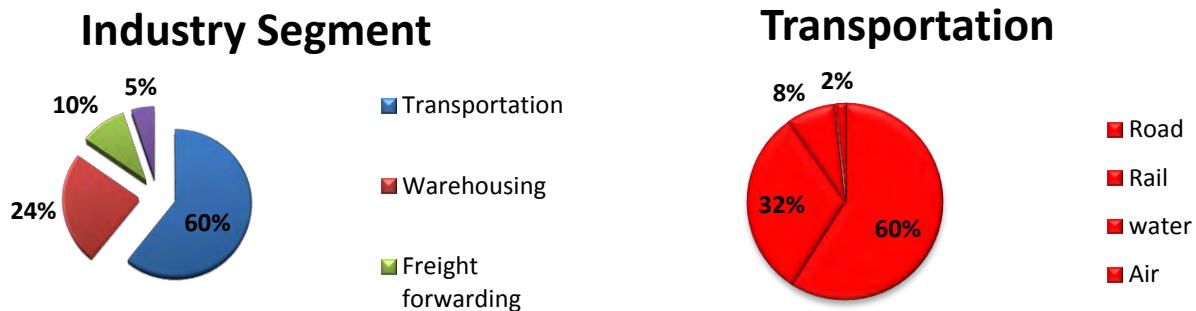 Industry Segment
5%
10%
24%
60%
Transportation
Warehousing
Freight
forwarding
Transportation
2%
8%
32%
60%
Road
Rail
water
Air